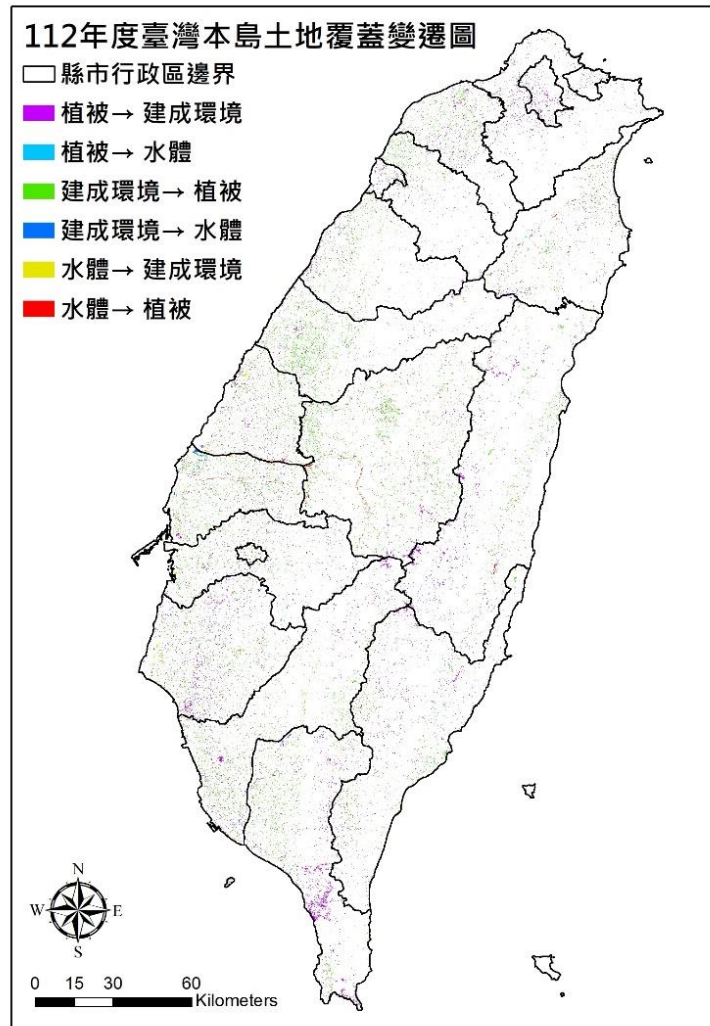 112年度臺灣本島土地覆蓋變遷圖
縣市行政區邊界
植被→ 建成環境
植被→ 水體
建成環境→ 植被
建成環境→ 水體
水體→ 建成環境
水體→ 植被
N
W E
S
0 15 30 60
Kilometers